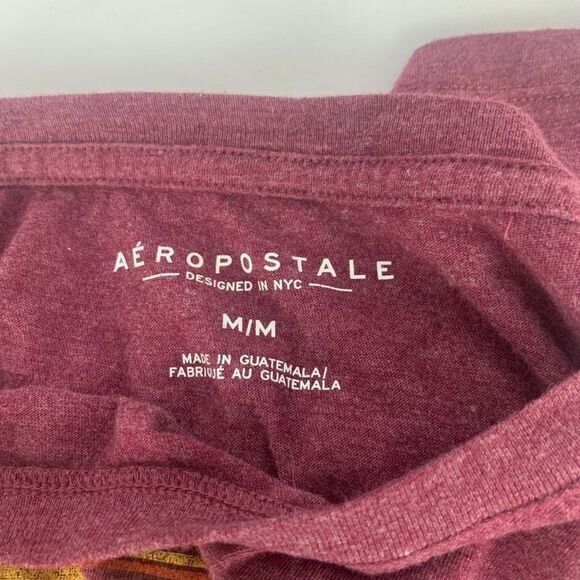 AÉROPOSTALE
DESIGNED IN NYC
M/M
MADE IN GUATEMALA/
FABRIQUÉ AU GUATEMALA